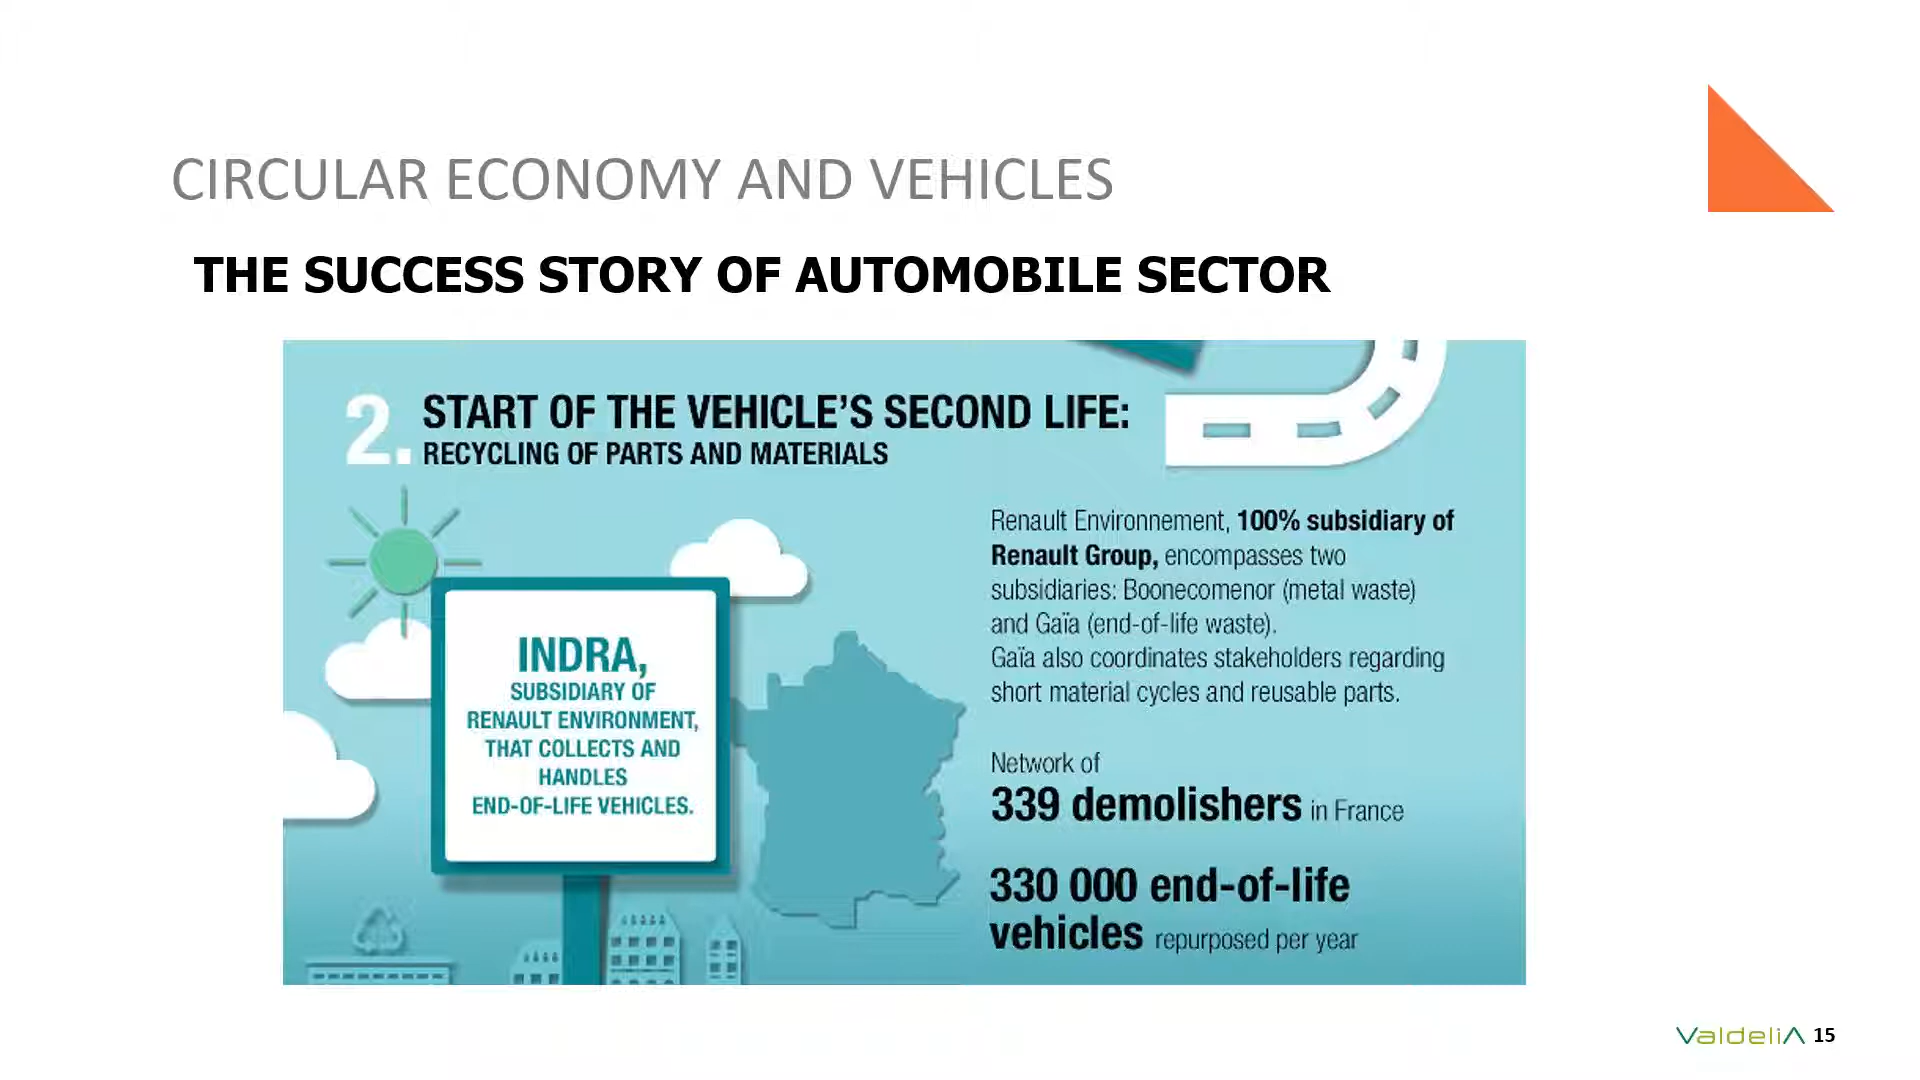 CIRCULAR ECONOMY AND VEHICLES
THE SUCCESS STORY OF AUTOMOBILE SECTOR
2. START OF THE VEHICLE'S SECOND LIFE:
RECYCLING OF PARTS AND MATERIALS
INDRA,
SUBSIDIARY OF
RENAULT ENVIRONMENT,
THAT COLLECTS AND
HANDLES
END-OF-LIFE VEHICLES.
Renault Environnement, 100% subsidiary of
Renault Group, encompasses two
subsidiaries: Boonecomenor (metal waste)
and Gaïa (end-of-life waste).
Gaïa also coordinates stakeholders regarding
short material cycles and reusable parts.
Network of
339 demolishers in France
330 000 end-of-life
vehicles repurposed per year
ValdeliA 15